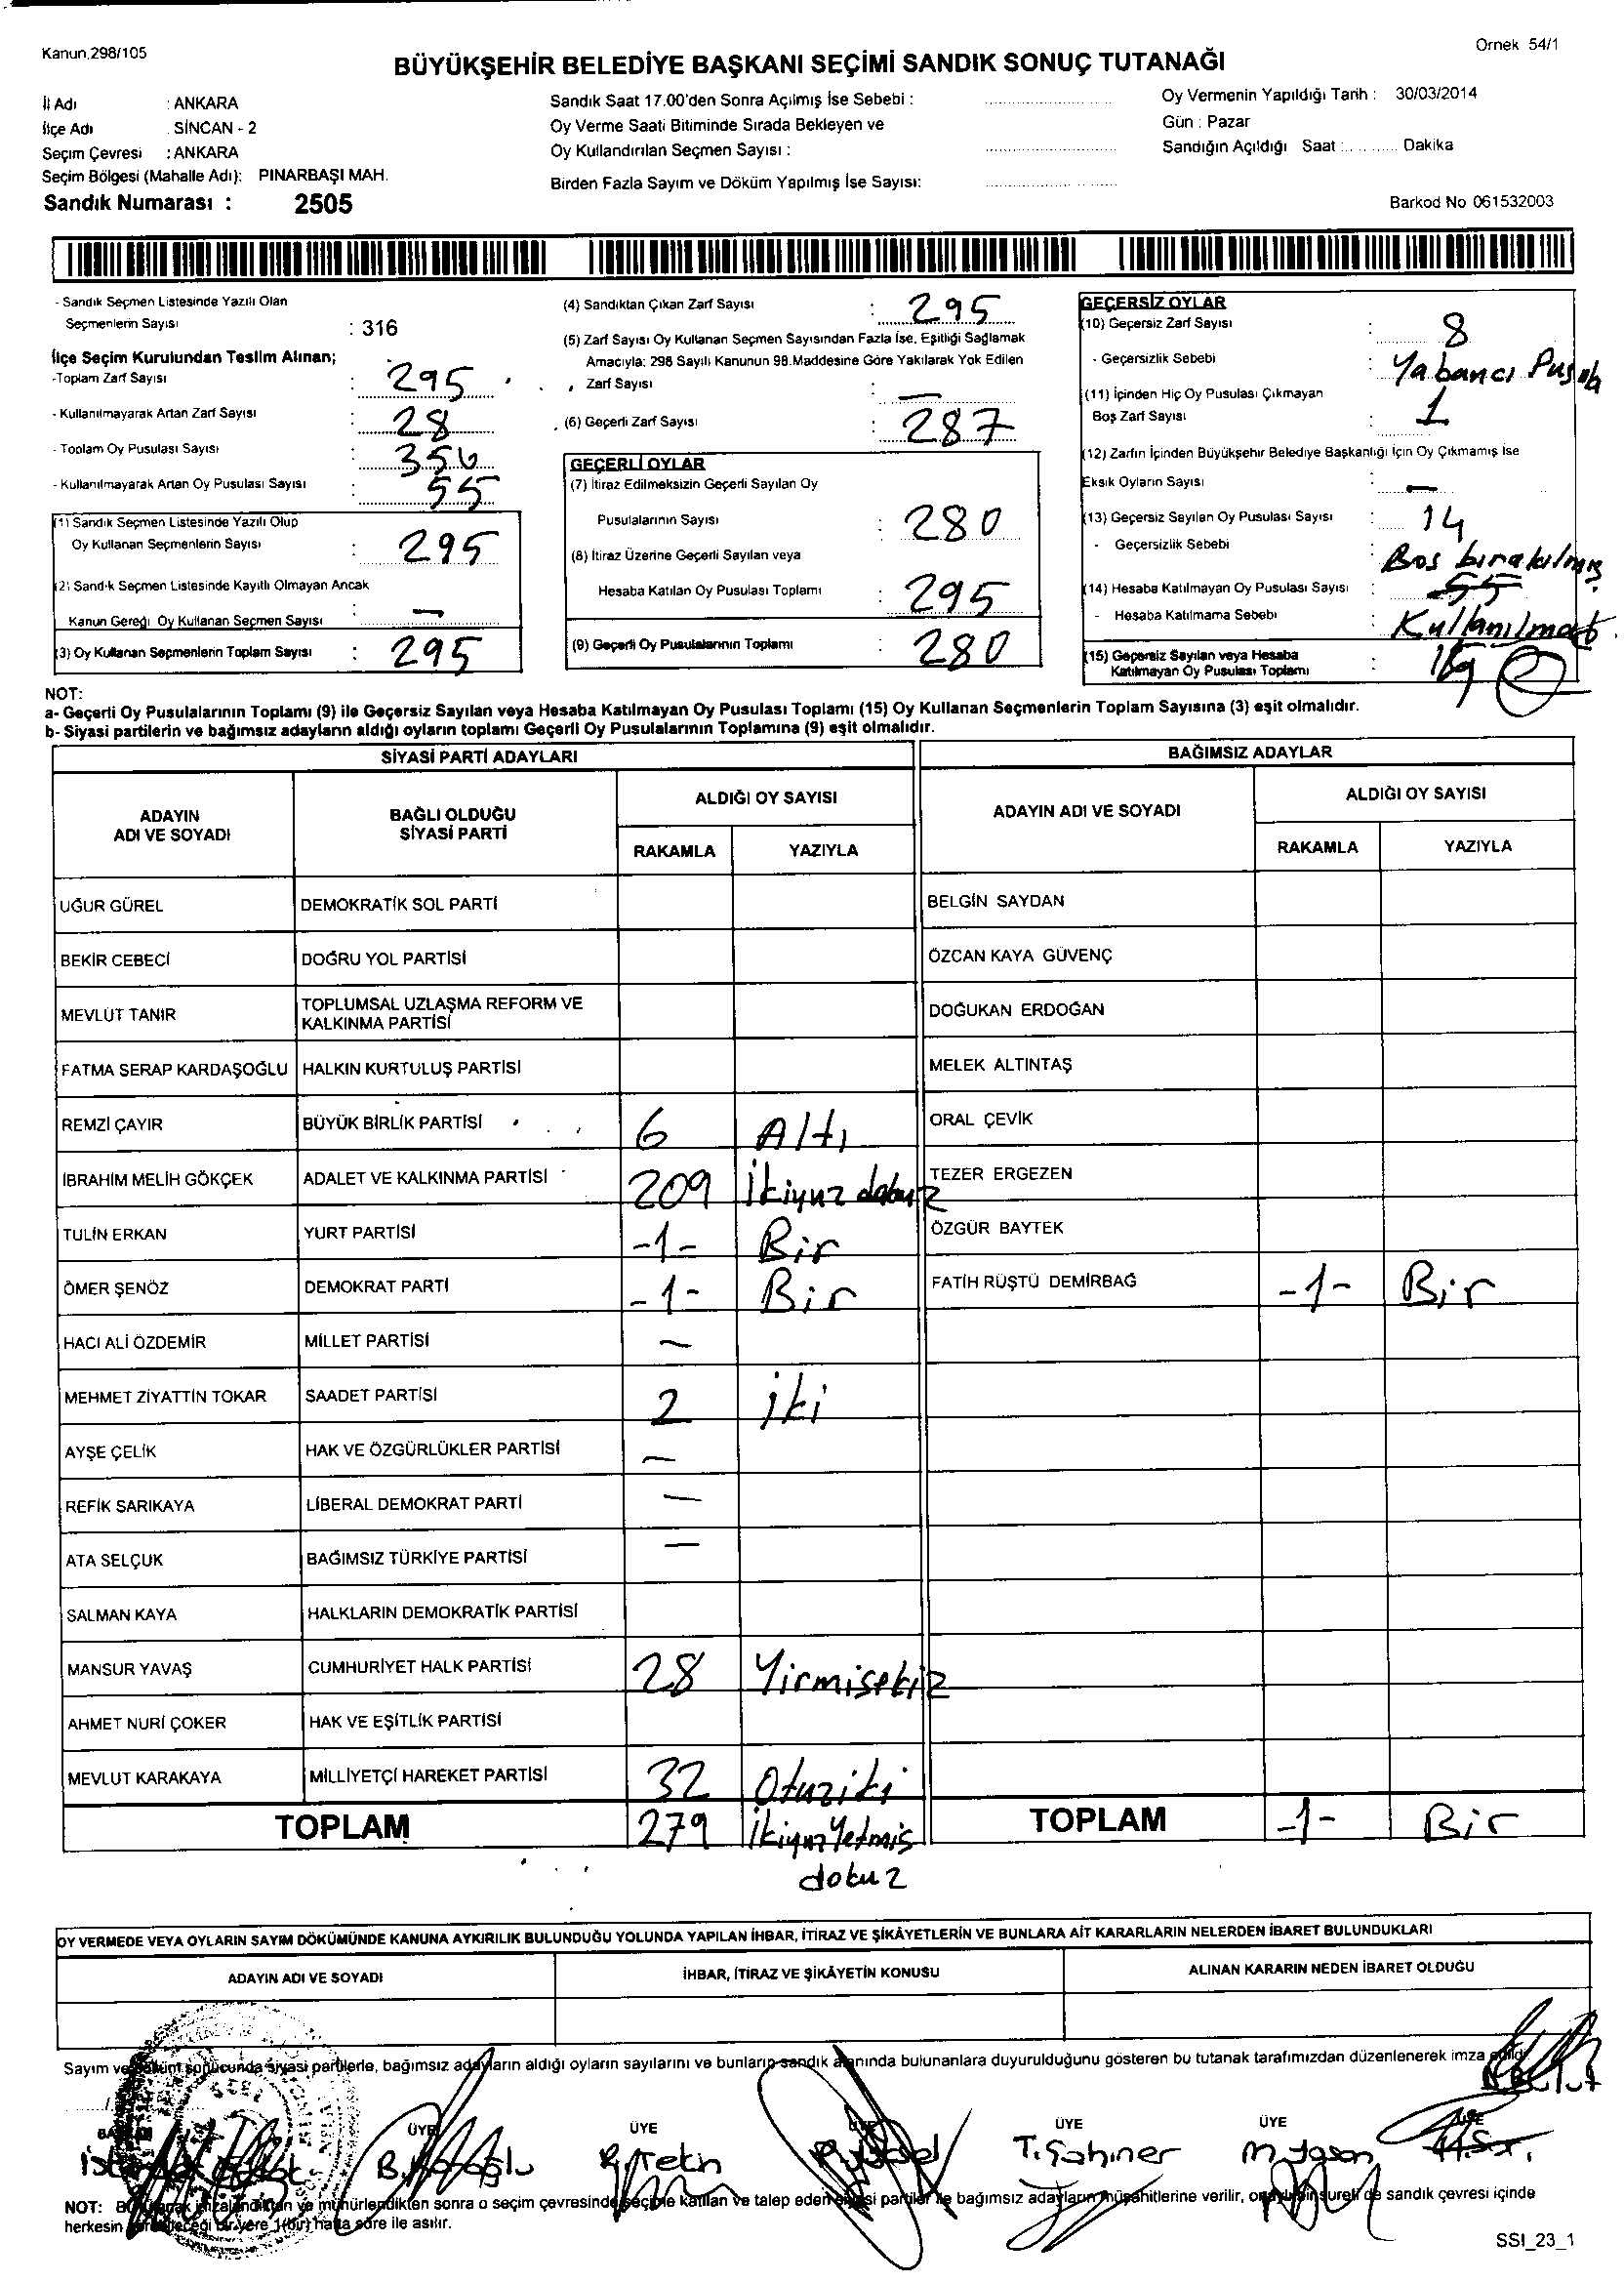 Kanun.298/105
Örnek 54/1
BÜYÜKŞEHİR BELEDİYE BAŞKANI SEÇİMİ SANDIK SONUÇ TUTANAĞI
İl Adı : ANKARA
İlçe Adı : SİNCAN - 2
Seçim Çevresi : ANKARA
Seçim Bölgesi (Mahalle Adı): PINARBAŞI MAH.
Sandık Numarası : 2505
Sandık Saat 17.00'den Sonra Açılmış İse Sebebi :
Oy Verme Saati Bitiminde Sırada Bekleyen ve
Oy Kullandırılan Seçmen Sayısı :
Birden Fazla Sayım ve Döküm Yapılmış İse Sayısı:
Oy Vermenin Yapıldığı Tarih : 30/03/2014
Gün : Pazar
Sandığın Açıldığı Saat :.......... Dakika
Barkod No 061532003
- Sandık Seçmen Listesinde Yazılı Olan
Seçmenlerin Sayısı : 316
İlçe Seçim Kurulundan Teslim Alınan;
-Toplam Zarf Sayısı : 295
- Kullanılmayarak Artan Zarf Sayısı : 28
- Toplam Oy Pusulası Sayısı : 350
- Kullanılmayarak Artan Oy Pusulası Sayısı : 55
(1) Sandık Seçmen Listesinde Yazılı Olup
Oy Kullanan Seçmenlerin Sayısı : 295
(2) Sandık Seçmen Listesinde Kayıtlı Olmayan Ancak
Kanun Gereği Oy Kullanan Seçmen Sayısı : —
(3) Oy Kullanan Seçmenlerin Toplam Sayısı : 295
(4) Sandıktan Çıkan Zarf Sayısı : 295
(5) Zarf Sayısı Oy Kullanan Seçmen Sayısından Fazla İse, Eşitliği Sağlamak
Amacıyla; 298 Sayılı Kanunun 98.Maddesine Göre Yakılarak Yok Edilen
Zarf Sayısı : —
(6) Geçerli Zarf Sayısı : 287
GEÇERLİ OYLAR
(7) İtiraz Edilmeksizin Geçerli Sayılan Oy
Pusulalarının Sayısı : 280
(8) İtiraz Üzerine Geçerli Sayılan veya
Hesaba Katılan Oy Pusulası Toplamı : 295
(9) Geçerli Oy Pusulalarının Toplamı : 280
GEÇERSİZ OYLAR
(10) Geçersiz Zarf Sayısı : 8
- Geçersizlik Sebebi : Yabancı
(11) İçinden Hiç Oy Pusulası Çıkmayan
Boş Zarf Sayısı : 1
(12) Zarfın İçinden Büyükşehir Belediye Başkanlığı İçin Oy Çıkmamış İse
Eksik Oyların Sayısı : —
(13) Geçersiz Sayılan Oy Pusulası Sayısı : 14
- Geçersizlik Sebebi : Boş bırakılmış
(14) Hesaba Katılmayan Oy Pusulası Sayısı : 55
- Hesaba Katılmama Sebebi
(15) Geçersiz Sayılan veya Hesaba
Katılmayan Oy Pusulası Toplamı :
NOT:
a- Geçerli Oy Pusulalarının Toplamı (9) ile Geçersiz Sayılan veya Hesaba Katılmayan Oy Pusulası Toplamı (15) Oy Kullanan Seçmenlerin Toplam Sayısına (3) eşit olmalıdır.
b- Siyasi partilerin ve bağımsız adayların aldığı oyların toplamı Geçerli Oy Pusulalarının Toplamına (9) eşit olmalıdır.
SİYASİ PARTİ ADAYLARI BAĞIMSIZ ADAYLAR
ADAYIN ADI VE SOYADI BAĞLI OLDUĞU SİYASİ PARTİ ALDIĞI OY SAYISI ADAYIN ADI VE SOYADI ALDIĞI OY SAYISI
RAKAMLA YAZIYLA RAKAMLA YAZIYLA
UĞUR GÜREL DEMOKRATİK SOL PARTİ BELGİN SAYDAN
BEKİR CEBECİ DOĞRU YOL PARTİSİ ÖZCAN KAYA GÜVENÇ
MEVLÜT TANIR TOPLUMSAL UZLAŞMA REFORM VE KALKINMA PARTİSİ DOĞUKAN ERDOĞAN
FATMA SERAP KARDAŞOĞLU HALKIN KURTULUŞ PARTİSİ MELEK ALTINTAŞ
REMZİ ÇAYIR BÜYÜK BİRLİK PARTİSİ 6 Altı ORAL ÇEVİK
İBRAHİM MELİH GÖKÇEK ADALET VE KALKINMA PARTİSİ 209 İkiyuz dokuz TEZER ERGEZEN
TULİN ERKAN YURT PARTİSİ -1- Bir ÖZGÜR BAYTEK
ÖMER ŞENÖZ DEMOKRAT PARTİ -1- Bir FATİH RÜŞTÜ DEMİRBAĞ -1- Bir
HACI ALİ ÖZDEMİR MİLLET PARTİSİ —
MEHMET ZİYATTİN TOKAR SAADET PARTİSİ 2 iki
AYŞE ÇELİK HAK VE ÖZGÜRLÜKLER PARTİSİ —
REFİK SARIKAYA LİBERAL DEMOKRAT PARTİ —
ATA SELÇUK BAĞIMSIZ TÜRKİYE PARTİSİ —
SALMAN KAYA HALKLARIN DEMOKRATİK PARTİSİ
MANSUR YAVAŞ CUMHURİYET HALK PARTİSİ 28 Yirmisekiz
AHMET NURİ ÇOKER HAK VE EŞİTLİK PARTİSİ
MEVLUT KARAKAYA MİLLİYETÇİ HAREKET PARTİSİ 32 Otuziki
TOPLAM 279 İkiyuzYetmiş dokuz TOPLAM -1- Bir
OY VERMEDE VEYA OYLARIN SAYIM DÖKÜMÜNDE KANUNA AYKIRILIK BULUNDUĞU YOLUNDA YAPILAN İHBAR, İTİRAZ VE ŞİKÂYETLERİN VE BUNLARA AİT KARARLARIN NELERDEN İBARET BULUNDUKLARI
ADAYIN ADI VE SOYADI İHBAR, İTİRAZ VE ŞİKÂYETİN KONUSU ALINAN KARARIN NEDEN İBARET OLDUĞU
Sayım ve döküm sonucunda siyasi partilerle, bağımsız adayların aldığı oyların sayılarını ve bunların sandık alanında bulunanlara duyurulduğunu gösteren bu tutanak tarafımızdan düzenlenerek imza edildi.
ÜYE ÜYE ÜYE ÜYE ÜYE ÜYE
R.Tekin T.Şahiner
NOT: Bu tutanak imzalandıktan ve mühürlendikten sonra o seçim çevresinde seçime katılan ve talep eden siyasi partiler ile bağımsız adayların müşahitlerine verilir, onaylı bir sureti de sandık çevresi içinde
herkesin görebileceği bir yere 1(bir) hafta süre ile asılır.
SSI_23_1